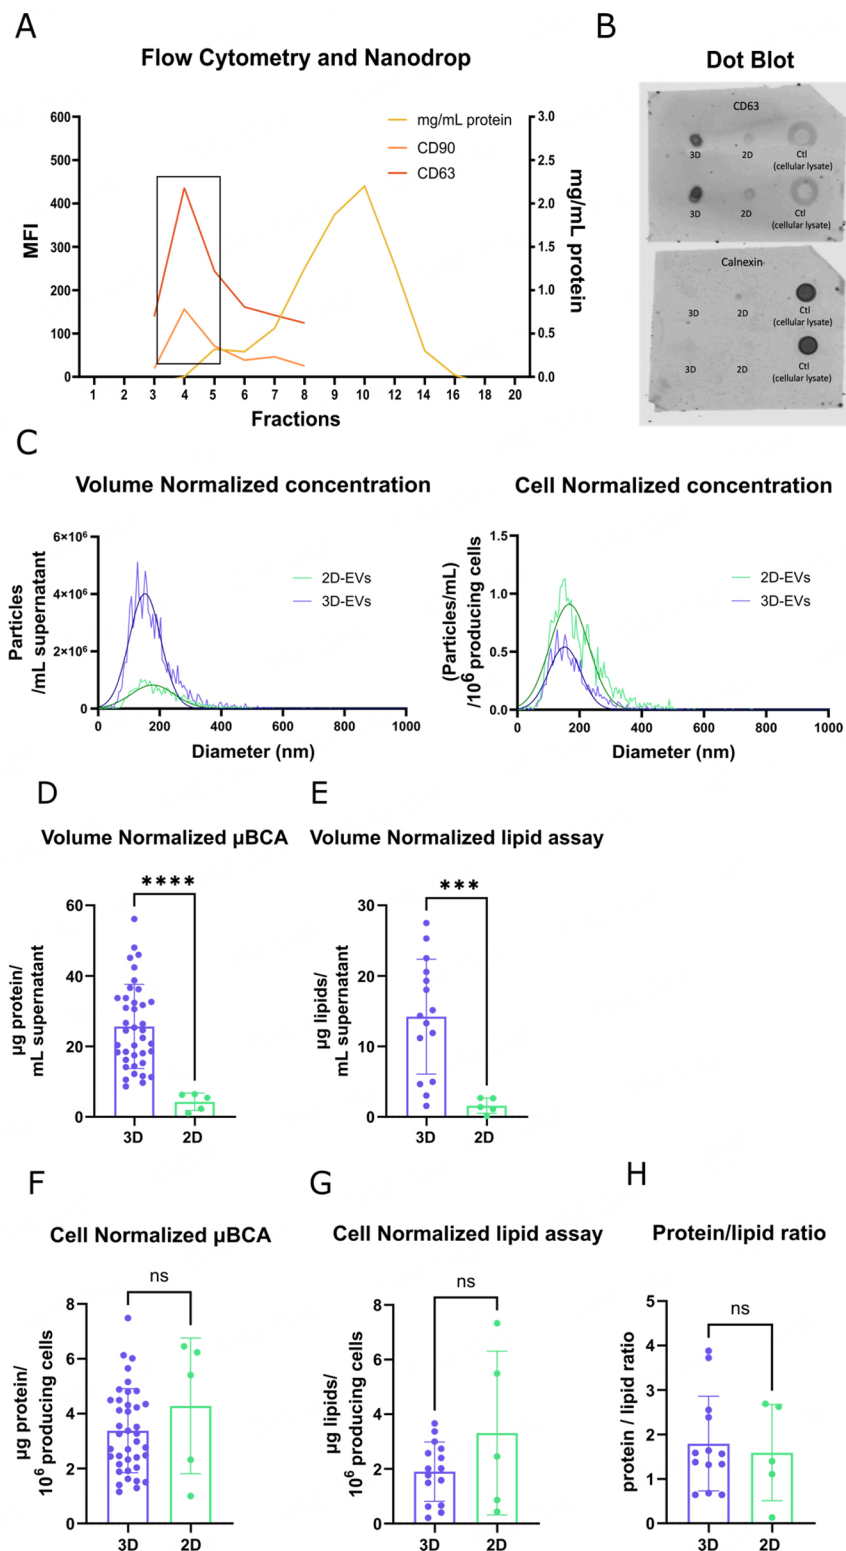 A
Flow Cytometry and Nanodrop
600
500
400
300
200
100
0
MFI
3.0
2.5
2.0
1.5
1.0
0.5
0.0
mg/mL protein
mg/mL protein
CD90
CD63
1 2 3 4 5 6 7 8 9 10 12 14 16 18 20
Fractions
B
Dot Blot
CD63
3D 2D Ctl
(cellular lysate)
3D 2D Ctl
(cellular lysate)
Calnexin
3D 2D Ctl
(cellular lysate)
3D 2D Ctl
(cellular lysate)
C
Volume Normalized concentration
6×10⁶
4×10⁶
2×10⁶
0
Particles
/mL supernatant
2D-EVs
3D-EVs
0 200 400 600 800 1000
Diameter (nm)
Cell Normalized concentration
1.5
1.0
0.5
0.0
(Particles/mL)
/10⁶ producing cells
2D-EVs
3D-EVs
0 200 400 600 800 1000
Diameter (nm)
D
Volume Normalized µBCA
****
60
40
20
0
µg protein/
mL supernatant
3D 2D
E
Volume Normalized lipid assay
***
30
20
10
0
µg lipids/
mL supernatant
3D 2D
F
Cell Normalized µBCA
ns
8
6
4
2
0
µg protein/
10⁶ producing cells
3D 2D
G
Cell Normalized lipid assay
ns
8
6
4
2
0
µg lipids/
10⁶ producing cells
3D 2D
H
Protein/lipid ratio
ns
5
4
3
2
1
0
protein / lipid ratio
3D 2D